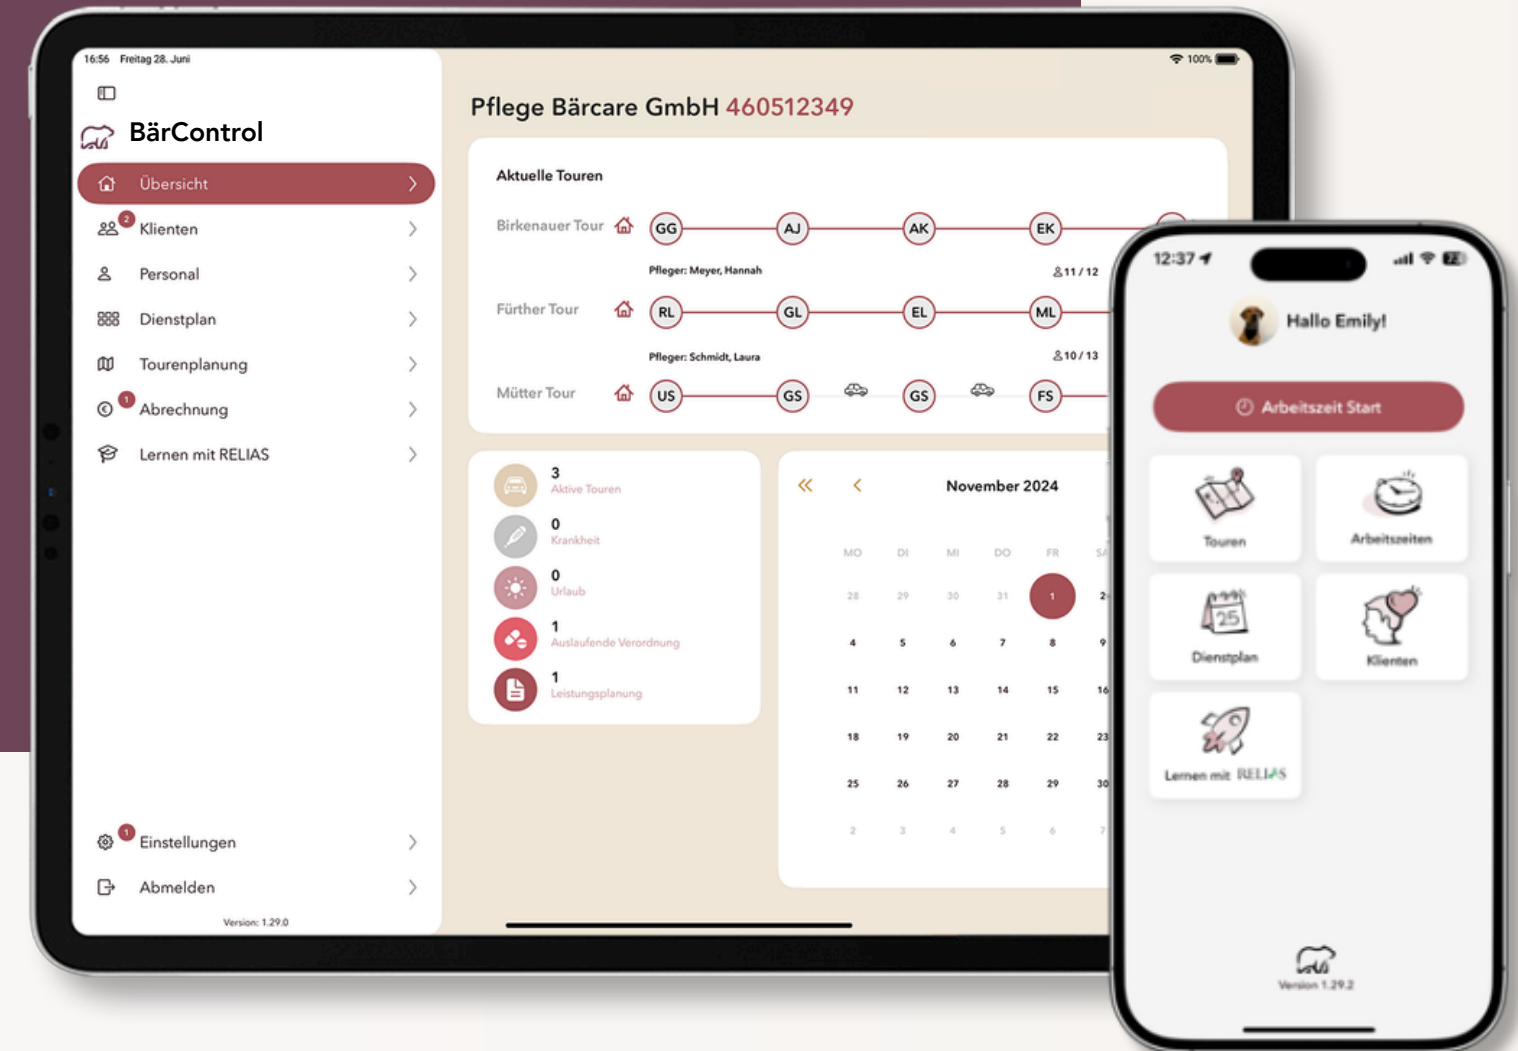 16:56 Freitag 28. Juni
100%
BärControl
Übersicht
2
Klienten
Personal
Dienstplan
Tourenplanung
1
Abrechnung
Lernen mit RELIAS
1
Einstellungen
Abmelden
Version: 1.29.0
Pflege Bärcare GmbH 460512349
Aktuelle Touren
Birkenauer Tour GG AJ AK EK
Pfleger: Meyer, Hannah 11 / 12
Fürther Tour RL GL EL ML
Pfleger: Schmidt, Laura 10 / 13
Mütter Tour US GS GS FS
3
Aktive Touren
0
Krankheit
0
Urlaub
1
Auslaufende Verordnung
1
Leistungsplanung
November 2024
MO DI MI DO FR SA
28 29 30 31 1 2
4 5 6 7 8 9
11 12 13 14 15 16
18 19 20 21 22 23
25 26 27 28 29 30
2 3 4 5 6 7
12:37
Hallo Emily!
Arbeitszeit Start
Touren
Arbeitszeiten
25
Dienstplan
Klienten
Lernen mit RELIAS
Version 1.29.2